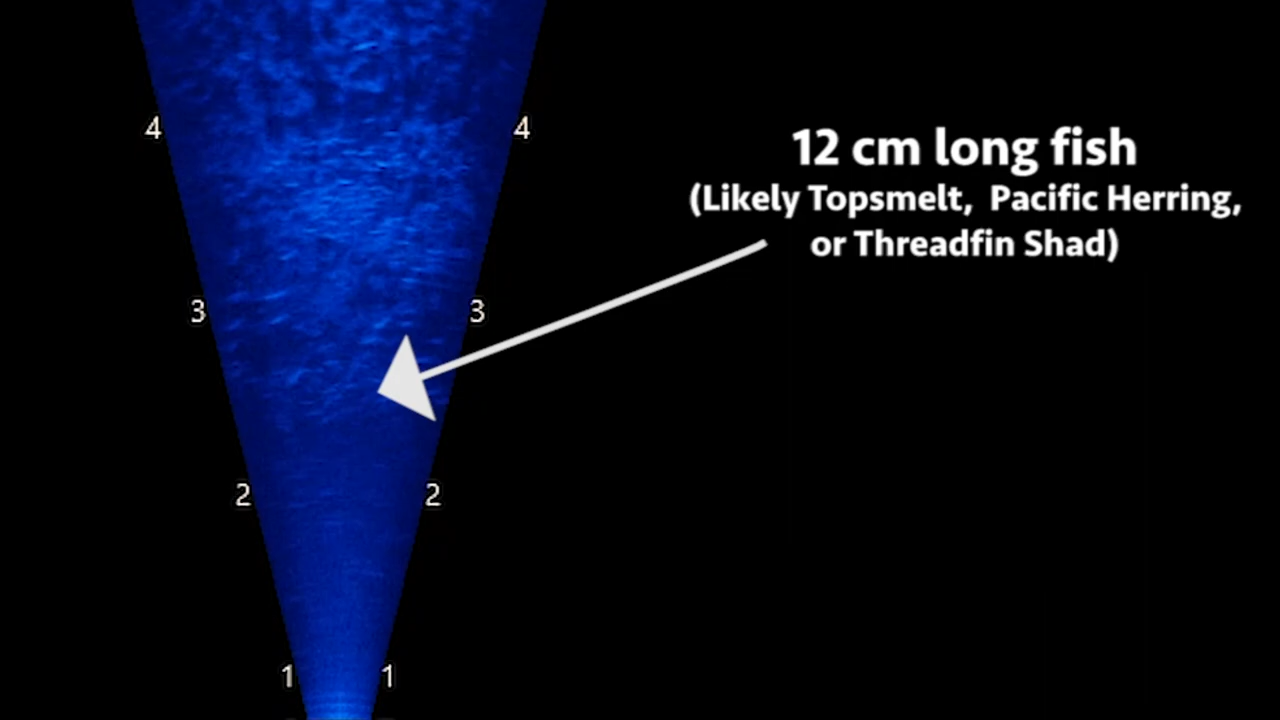 4 4
12 cm long fish
(Likely Topsmelt, Pacific Herring,
or Threadfin Shad)
3 3
2 2
1 1